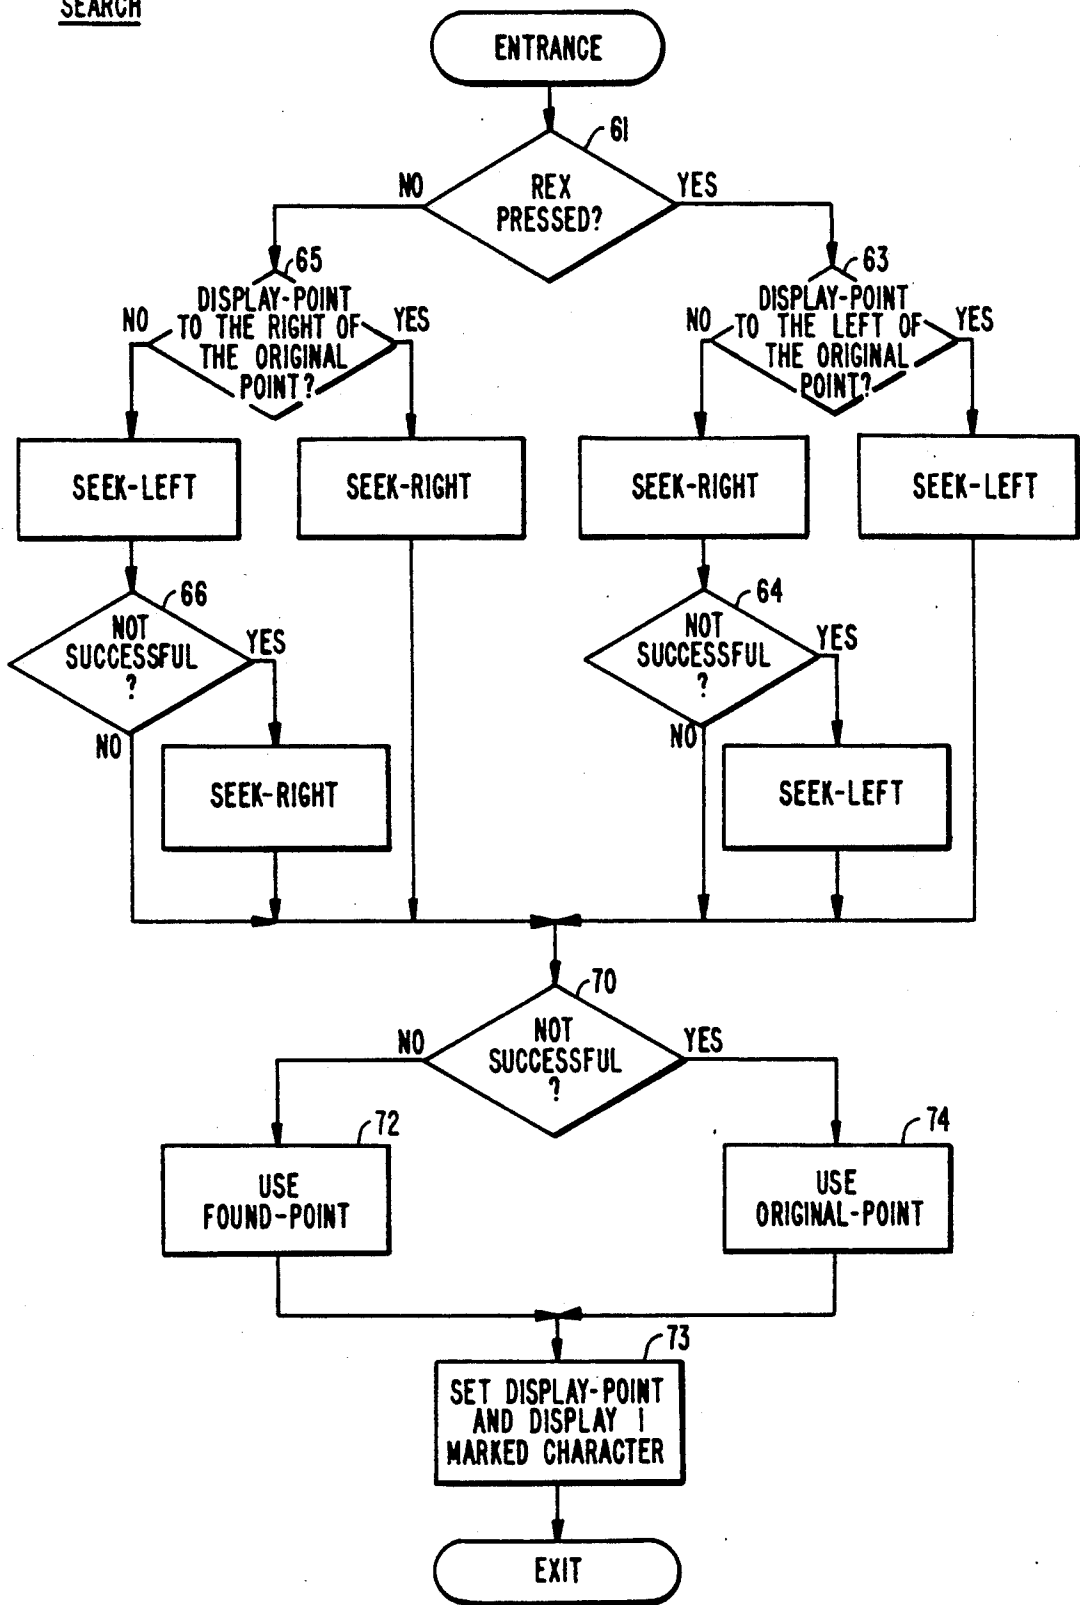 SEARCH
ENTRANCE
61
REX
PRESSED?
NO
YES
65
DISPLAY-POINT
TO THE RIGHT OF
THE ORIGINAL
POINT?
NO
YES
63
DISPLAY-POINT
TO THE LEFT OF
THE ORIGINAL
POINT?
NO
YES
SEEK-LEFT
SEEK-RIGHT
SEEK-RIGHT
SEEK-LEFT
66
NOT
SUCCESSFUL
?
YES
NO
64
NOT
SUCCESSFUL
?
YES
NO
SEEK-RIGHT
SEEK-LEFT
70
NOT
SUCCESSFUL
?
NO
YES
72
USE
FOUND-POINT
74
USE
ORIGINAL-POINT
73
SET DISPLAY-POINT
AND DISPLAY 1
MARKED CHARACTER
EXIT